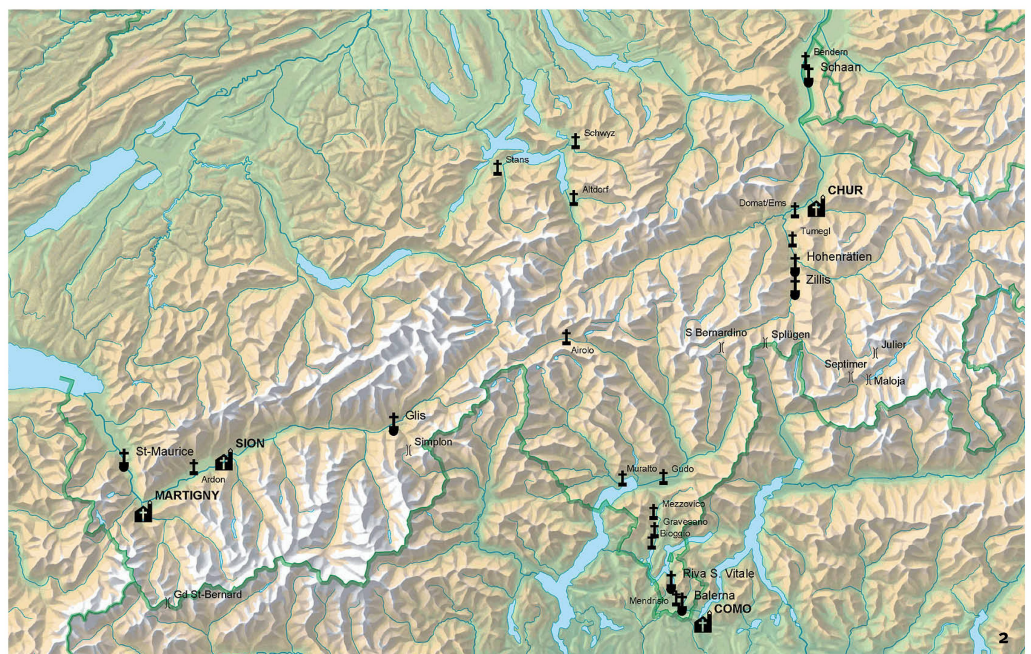 Bendern
Schaan
Schwyz
Stans
Altdorf
CHUR
Domat/Ems
Tumegl
Hohenrätien
Zillis
S Bernardino
Splügen
Airolo
Julier
Septimer
Maloja
Glis
Simplon
St-Maurice
SION
Ardon
MARTIGNY
Muralto
Gudo
Mezzovico
Gravesano
Bioggio
Riva S. Vitale
Mendrisio
Balerna
COMO
Gd St-Bernard
2